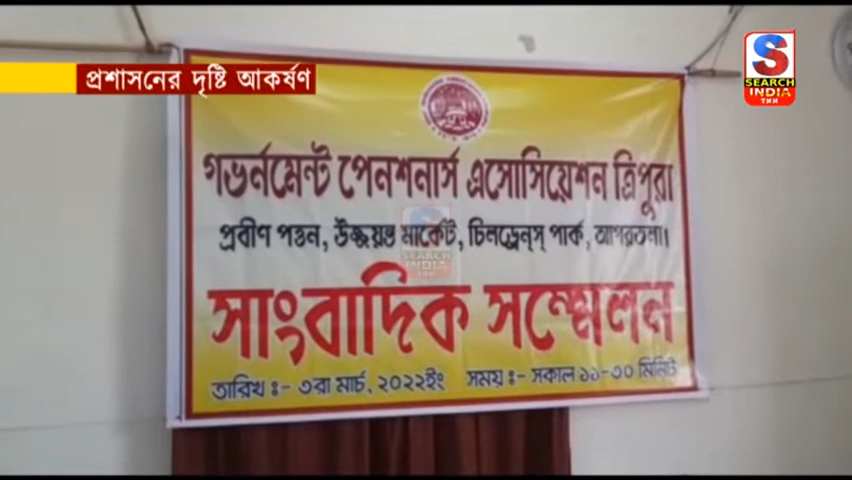 প্রশাসনের দৃষ্টি আকর্ষণ
S
SEARCH
INDIA
TNN
গভর্নমেন্ট পেনশনার্স এসোসিয়েশন ত্রিপুরা
প্রবীণ পত্তন, উজ্জয়ন্ত মার্কেট, চিলড্রেন্স্ পার্ক, আগরতলা।
সাংবাদিক সম্মেলন
তারিখ ঃ- ৩রা মার্চ, ২০২২ইং সময় ঃ- সকাল ১১-৩০ মিনিট